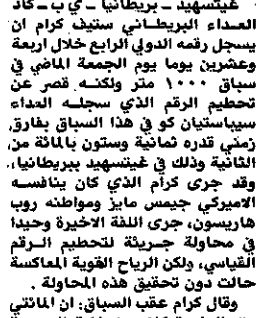 غيتسهيد - بريطانيا - ي ب - كاد
العداء البريطاني ستيف كرام ان
يسجل رقمه الدولي الرابع خلال اربعة
وعشرين يوما يوم الجمعة الماضي في
سباق ١٠٠٠ متر ولكنه قصر عن
تحطيم الرقم الذي سجله العداء
سيباستيان كو في هذا السباق بفارق
زمني قدره ثمانية وستون بالمائة من
الثانية وذلك في غيتسهيد ببريطانيا.
وقد جرى كرام الذي كان ينافسه
الاميركي جيمس مايز ومواطنه روب
هاريسون، جرى اللفة الاخيرة وحيدا
في محاولة جريئة لتحطيم الرقم
القياسي، ولكن الرياح القوية المعاكسة
حالت دون تحقيق هذه المحاولة .
وقال كرام عقب السباق: ان المائتي